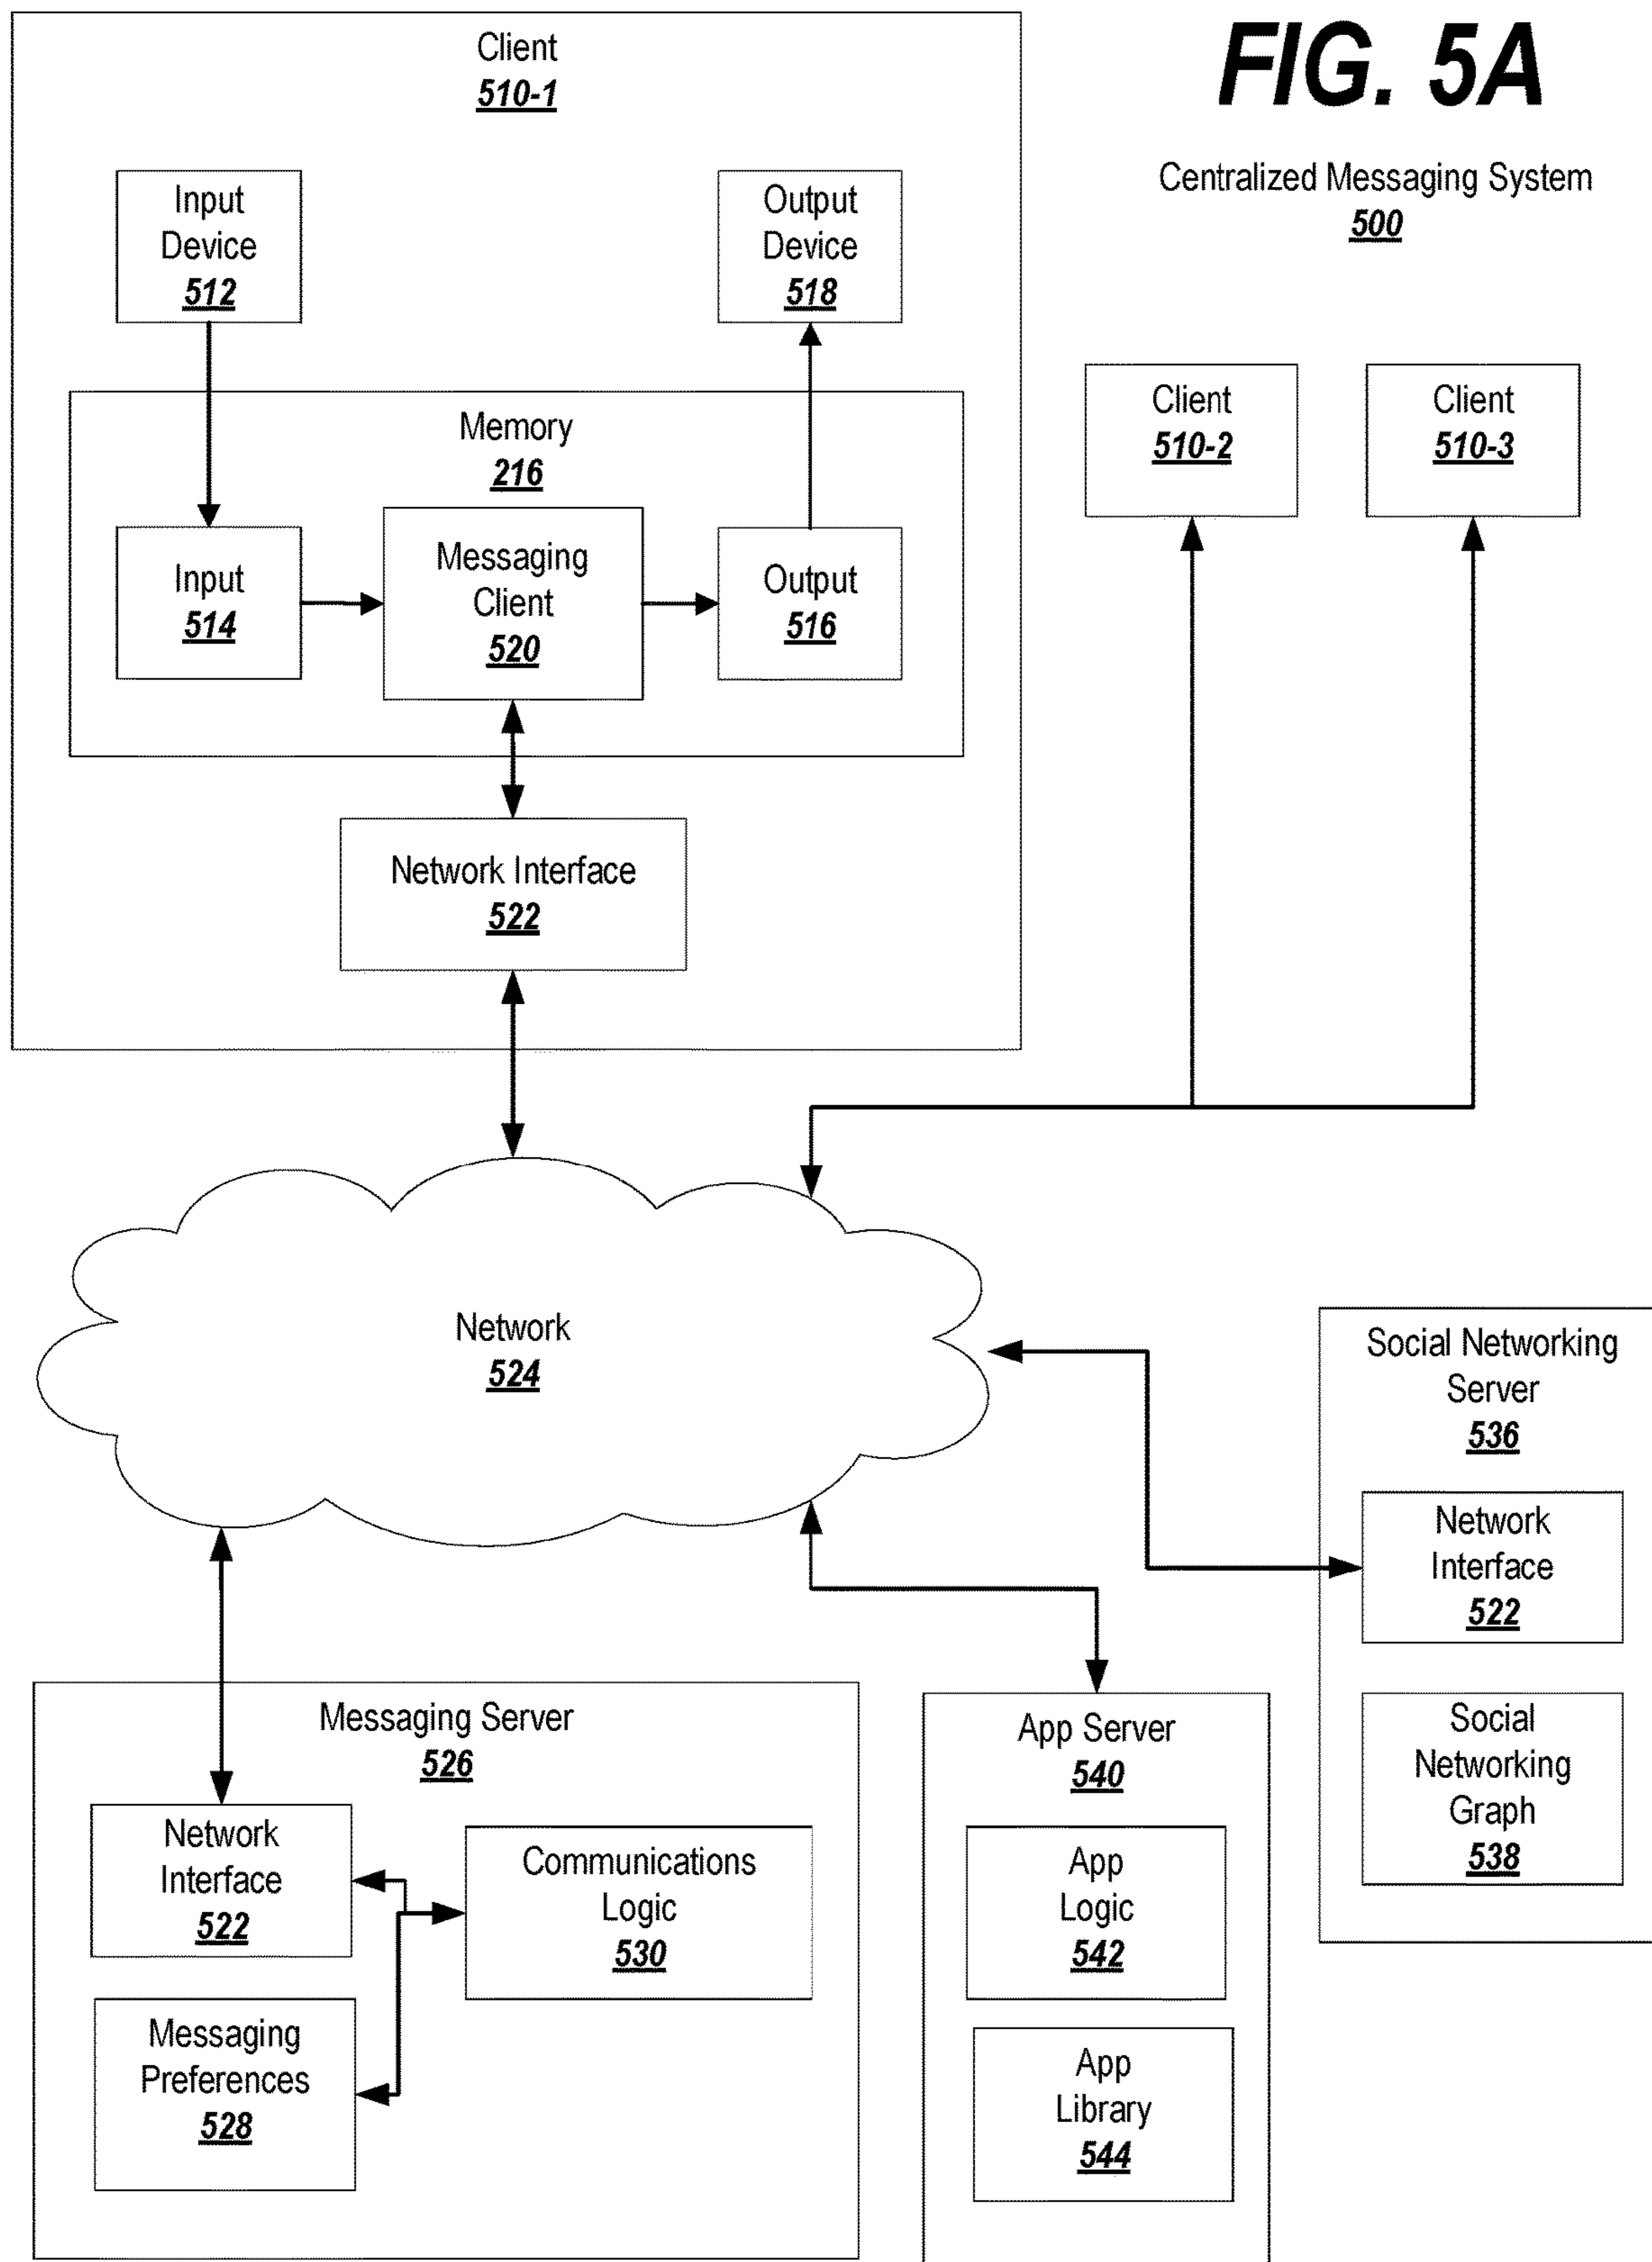 FIG. 5A
Centralized Messaging System
500
Client
510-1
Input
Device
512
Output
Device
518
Memory
216
Input
514
Messaging
Client
520
Output
516
Network Interface
522
Client
510-2
Client
510-3
Network
524
Social Networking
Server
536
Network
Interface
522
Social
Networking
Graph
538
Messaging Server
526
Network
Interface
522
Communications
Logic
530
Messaging
Preferences
528
App Server
540
App
Logic
542
App
Library
544